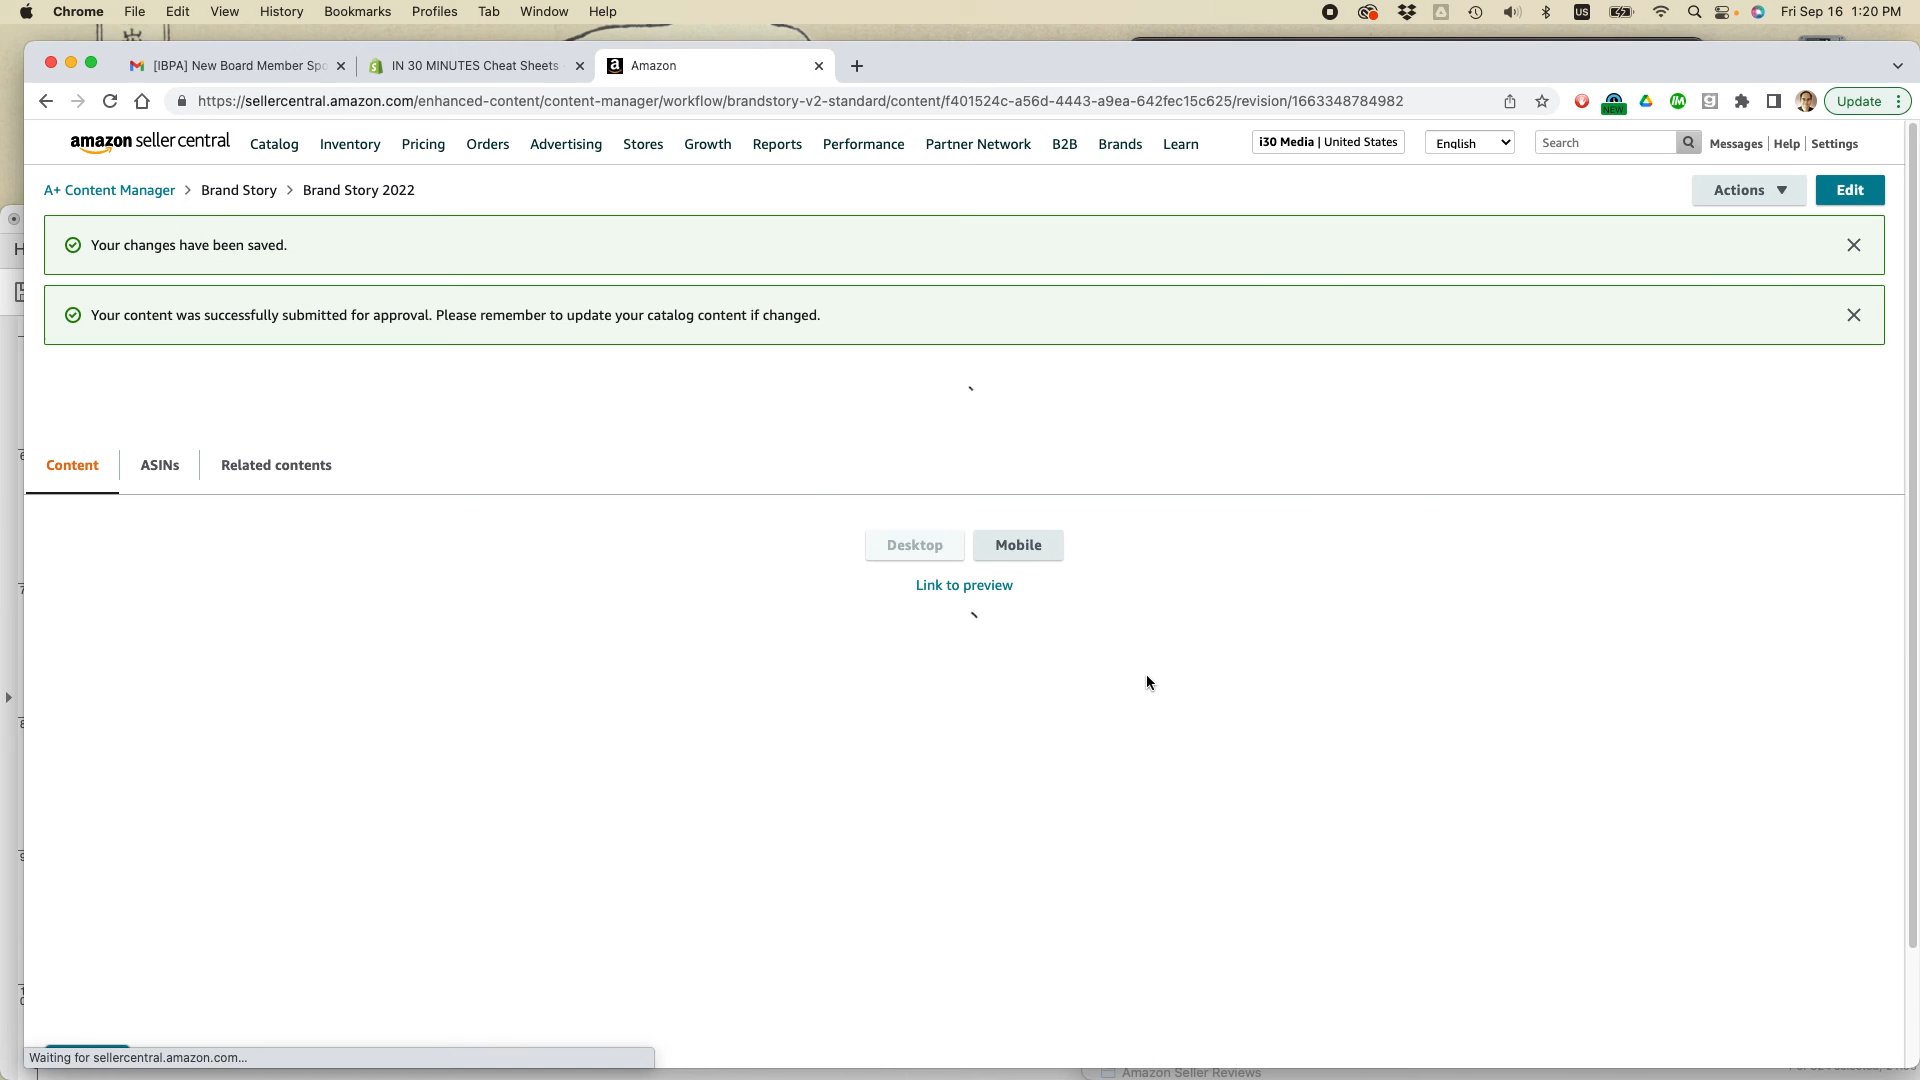 Chrome File Edit View History Bookmarks Profiles Tab Window Help US Fri Sep 16 1:20 PM
[IBPA] New Board Member Spo IN 30 MINUTES Cheat Sheets Amazon
https://sellercentral.amazon.com/enhanced-content/content-manager/workflow/brandstory-v2-standard/content/f401524c-a56d-4443-a9ea-642fec15c625/revision/1663348784982 NEW Update
amazon seller central Catalog Inventory Pricing Orders Advertising Stores Growth Reports Performance Partner Network B2B Brands Learn i30 Media | United States English Search Messages Help Settings
A+ Content Manager > Brand Story > Brand Story 2022 Actions Edit
Your changes have been saved.
Your content was successfully submitted for approval. Please remember to update your catalog content if changed.
Content ASINs Related contents
Desktop Mobile
Link to preview
Waiting for sellercentral.amazon.com...
Amazon Seller Reviews